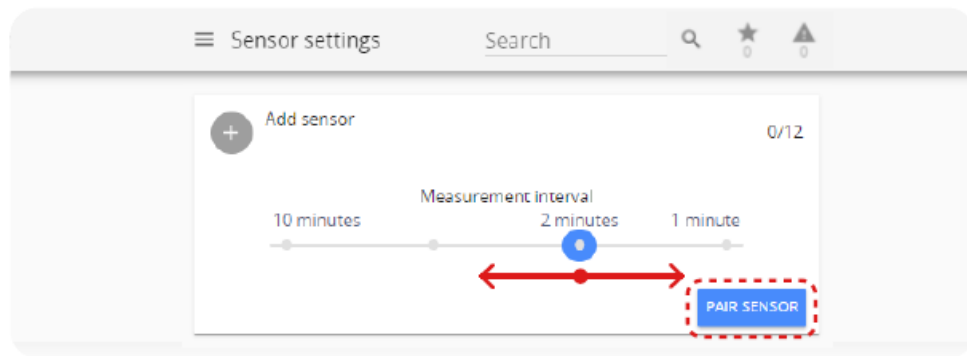 Sensor settings
Search
0
0
Add sensor
0/12
Measurement interval
10 minutes
2 minutes
1 minute
PAIR SENSOR